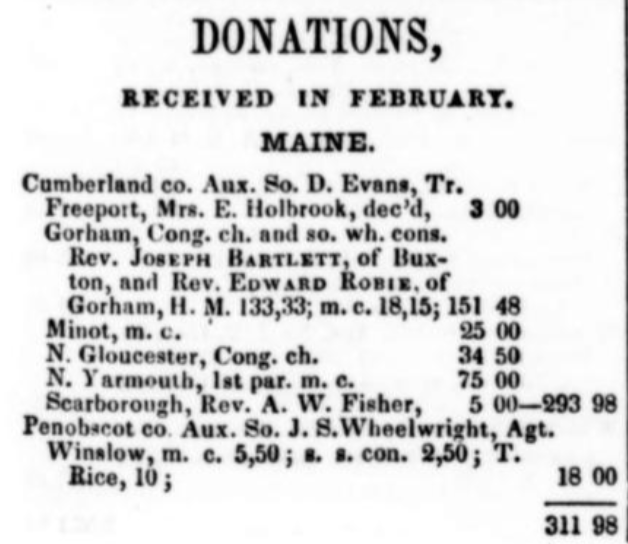 DONATIONS,
RECEIVED IN FEBRUARY.
MAINE.
Cumberland co. Aux. So. D. Evans, Tr.
Freeport, Mrs. E. Holbrook, dec'd, 3 00
Gorham, Cong. ch. and so. wh. cons.
Rev. JOSEPH BARTLETT, of Bux-
ton, and Rev. EDWARD ROBIE, of
Gorham, H. M. 133,33; m. c. 18,15; 151 48
Minot, m. c. 25 00
N. Gloucester, Cong. ch. 34 50
N. Yarmouth, 1st par. m. c. 75 00
Scarborough, Rev. A. W. Fisher, 5 00—293 98
Penobscot co. Aux. So. J. S. Wheelwright, Agt.
Winslow, m. c. 5,50; s. s. con. 2,50; T.
Rice, 10; 18 00
311 98